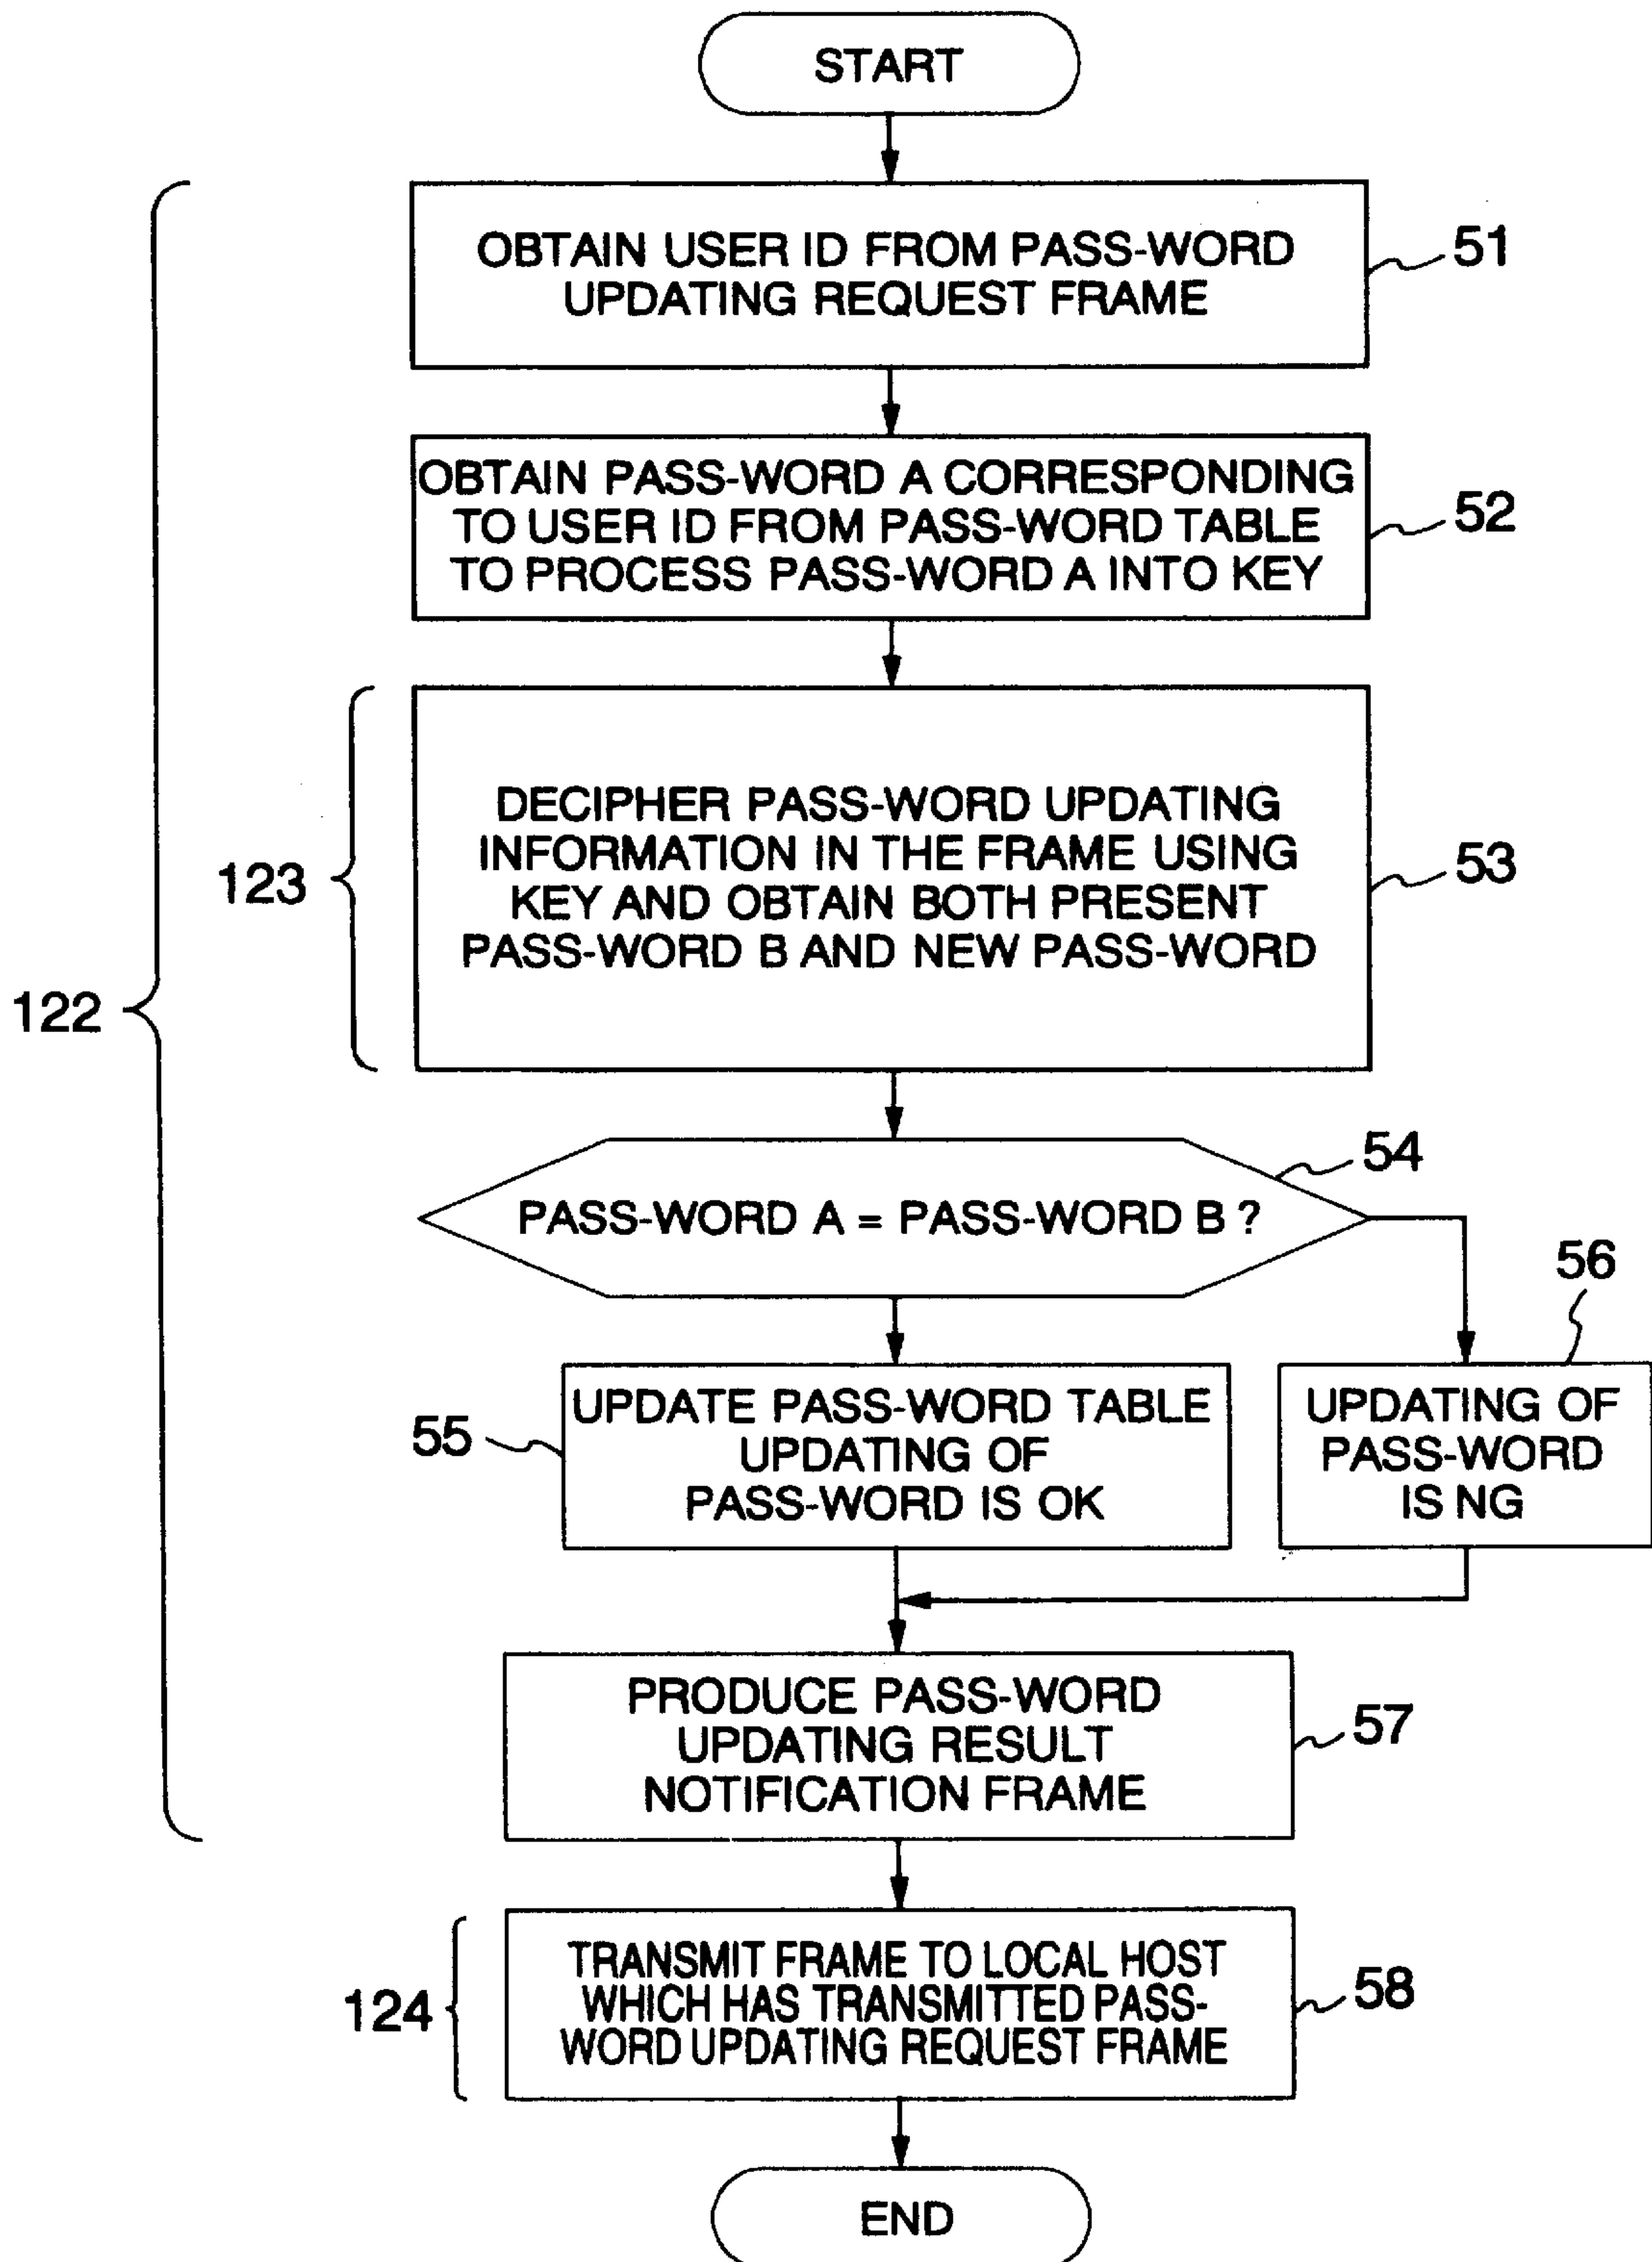 START
OBTAIN USER ID FROM PASS-WORD
UPDATING REQUEST FRAME
51
OBTAIN PASS-WORD A CORRESPONDING
TO USER ID FROM PASS-WORD TABLE
TO PROCESS PASS-WORD A INTO KEY
52
DECIPHER PASS-WORD UPDATING
INFORMATION IN THE FRAME USING
KEY AND OBTAIN BOTH PRESENT
PASS-WORD B AND NEW PASS-WORD
53
123
122
PASS-WORD A = PASS-WORD B ?
54
55
UPDATE PASS-WORD TABLE
UPDATING OF
PASS-WORD IS OK
56
UPDATING OF
PASS-WORD
IS NG
PRODUCE PASS-WORD
UPDATING RESULT
NOTIFICATION FRAME
57
124
TRANSMIT FRAME TO LOCAL HOST
WHICH HAS TRANSMITTED PASS-
WORD UPDATING REQUEST FRAME
58
END